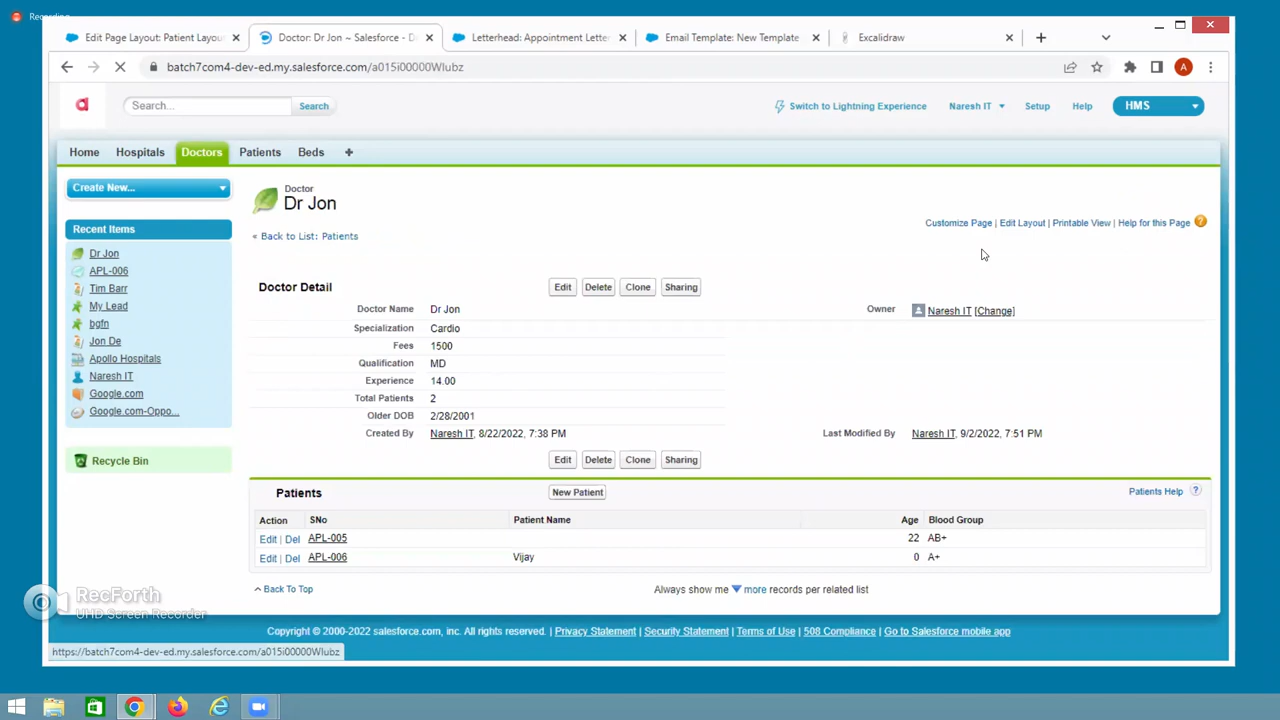 Recording
Edit Page Layout: Patient Layou
Doctor: Dr Jon ~ Salesforce - D
Letterhead: Appointment Letter
Email Template: New Template
Excalidraw
batch7com4-dev-ed.my.salesforce.com/a015i00000Wlubz
A
a
Search...
Search
Switch to Lightning Experience
Naresh IT
Setup
Help
HMS
Home
Hospitals
Doctors
Patients
Beds
+
Create New...
Recent Items
Dr Jon
APL-006
Tim Barr
My Lead
bgfn
Jon De
Apollo Hospitals
Naresh IT
Google.com
Google.com-Oppo...
Recycle Bin
Doctor
Dr Jon
Customize Page | Edit Layout | Printable View | Help for this Page ?
« Back to List: Patients
Doctor Detail
Edit Delete Clone Sharing
Doctor Name Dr Jon
Owner Naresh IT [Change]
Specialization Cardio
Fees 1500
Qualification MD
Experience 14.00
Total Patients 2
Older DOB 2/28/2001
Created By Naresh IT, 8/22/2022, 7:38 PM
Last Modified By Naresh IT, 9/2/2022, 7:51 PM
Edit Delete Clone Sharing
Patients
New Patient
Patients Help ?
Action SNo Patient Name Age Blood Group
Edit | Del APL-005 22 AB+
Edit | Del APL-006 Vijay 0 A+
Back To Top
Always show me more records per related list
RecForth
UHD Screen Recorder
Copyright © 2000-2022 salesforce.com, inc. All rights reserved. | Privacy Statement | Security Statement | Terms of Use | 508 Compliance | Go to Salesforce mobile app
https://batch7com4-dev-ed.my.salesforce.com/a015i00000Wlubz